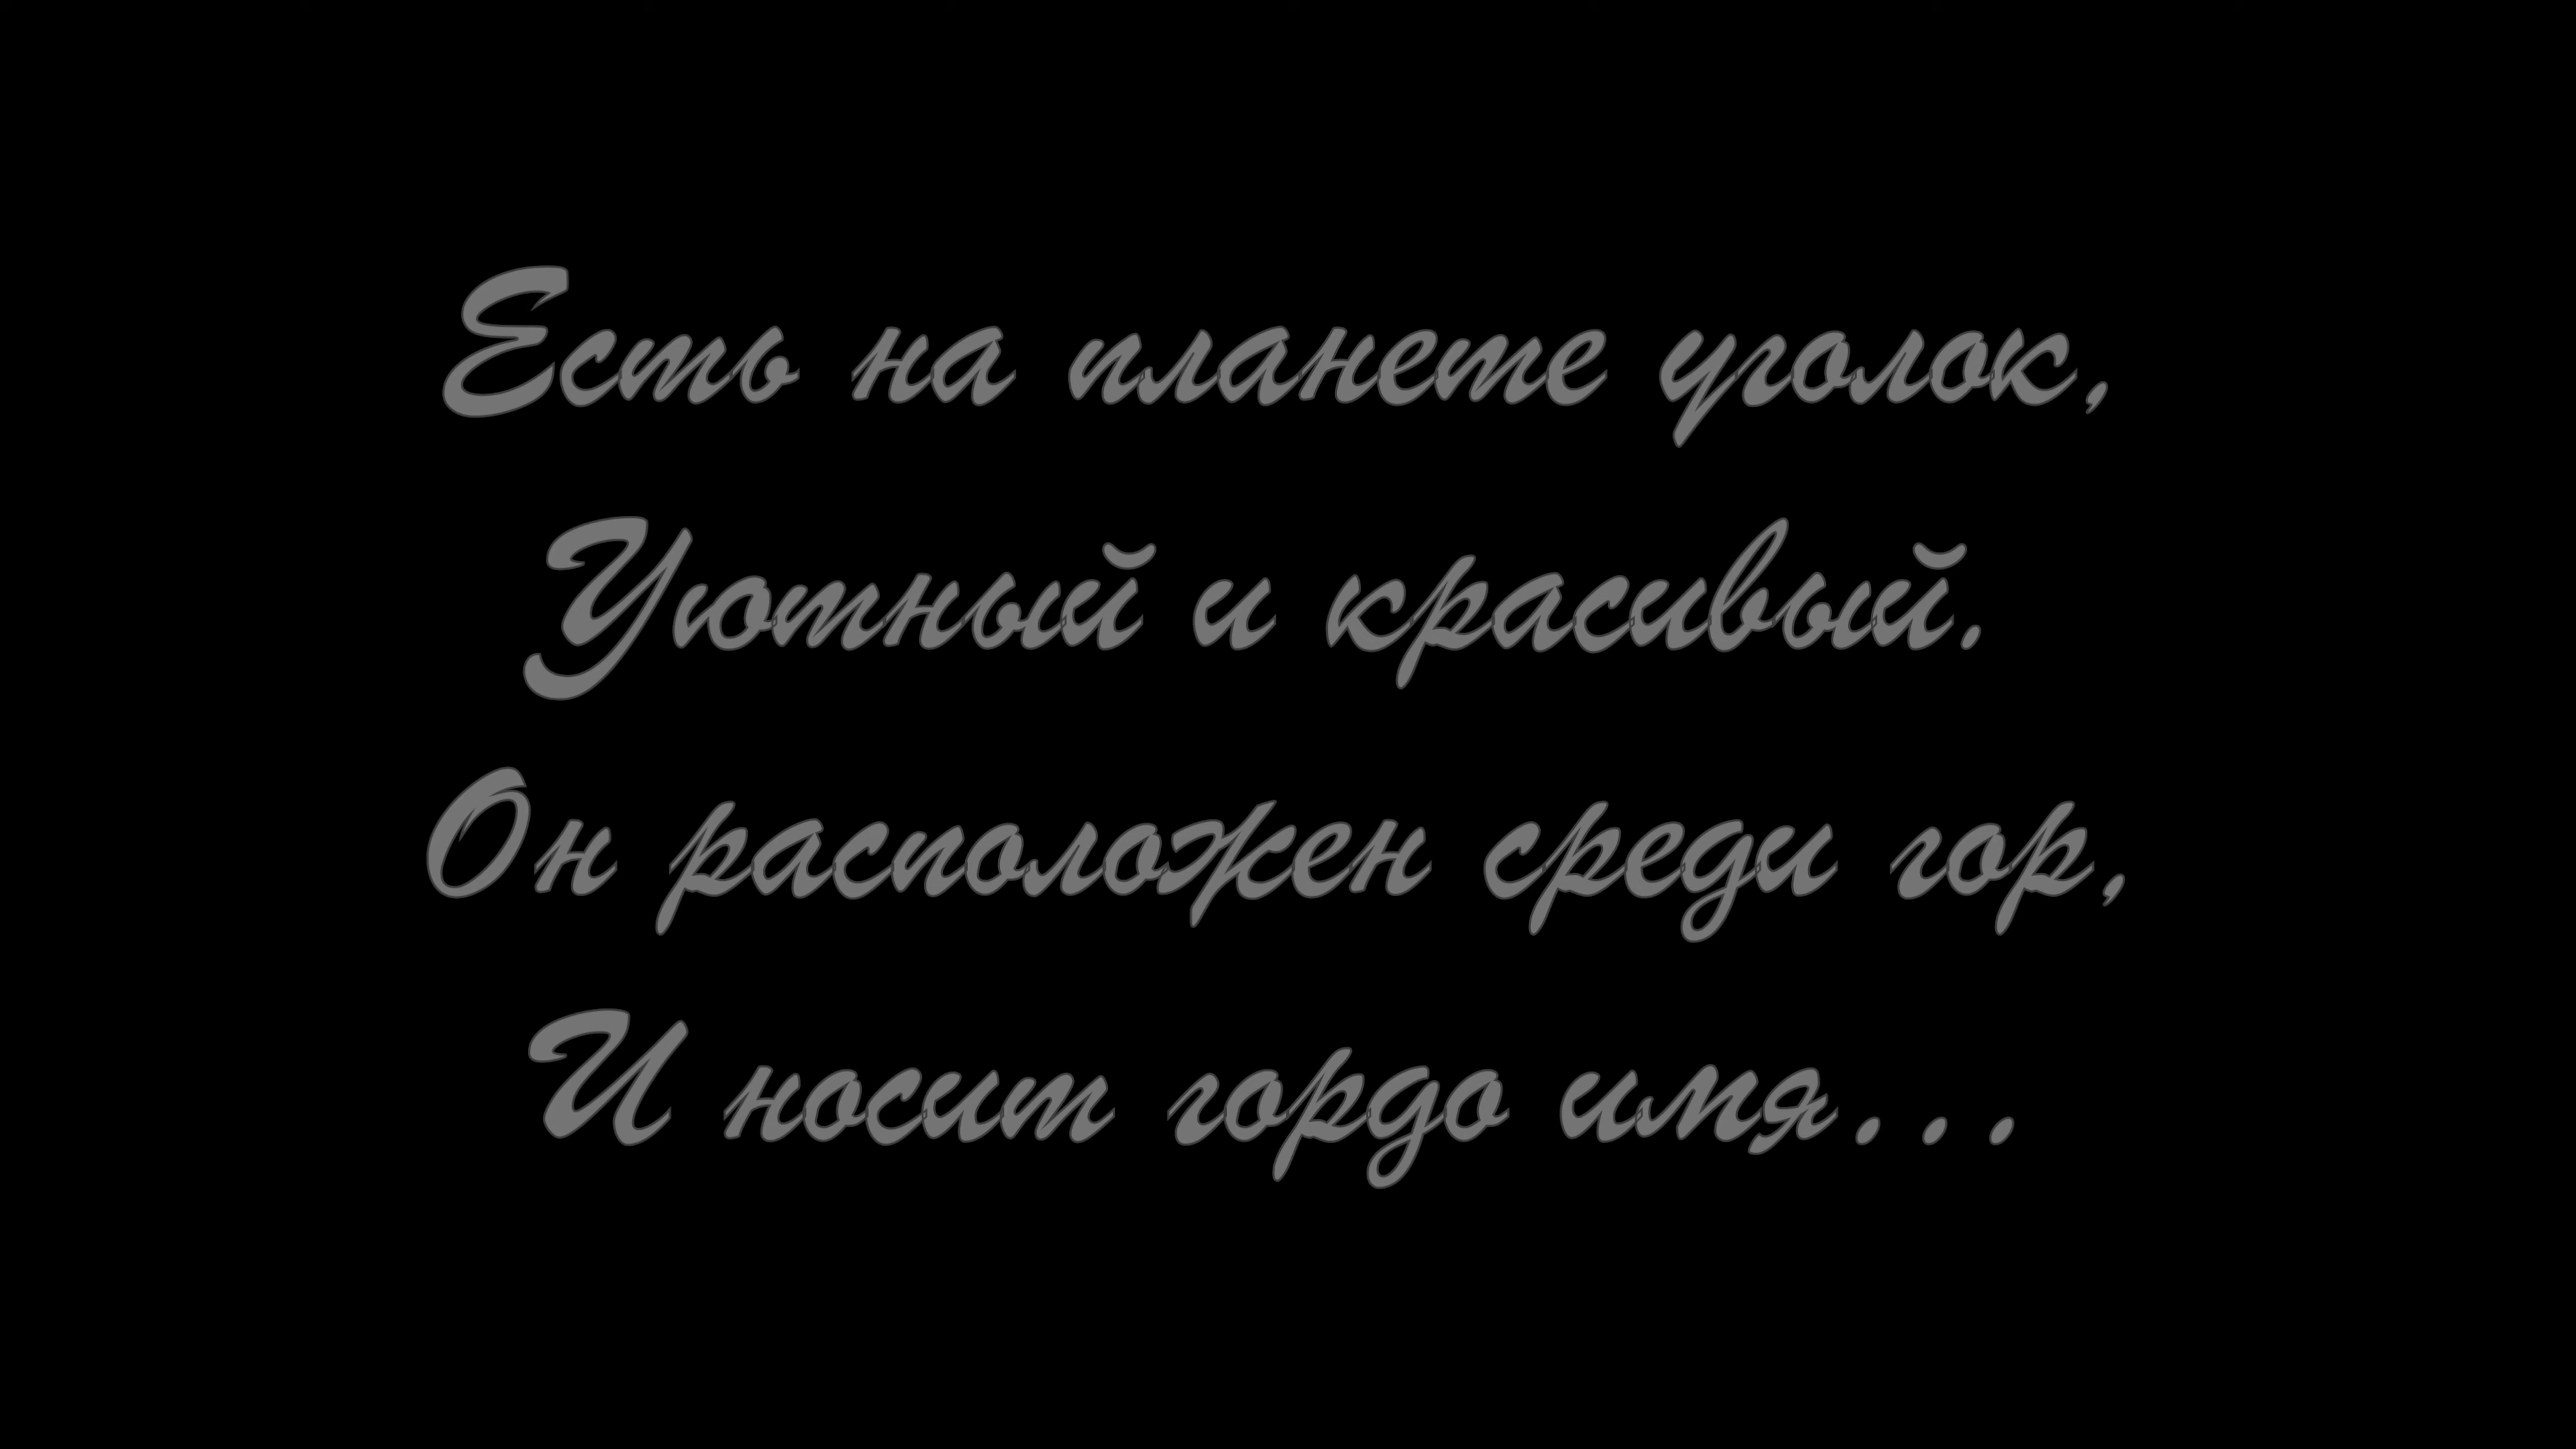 Есть на планете уголок,
Уютный и красивый.
Он расположен среди гор,
И носит гордо имя...